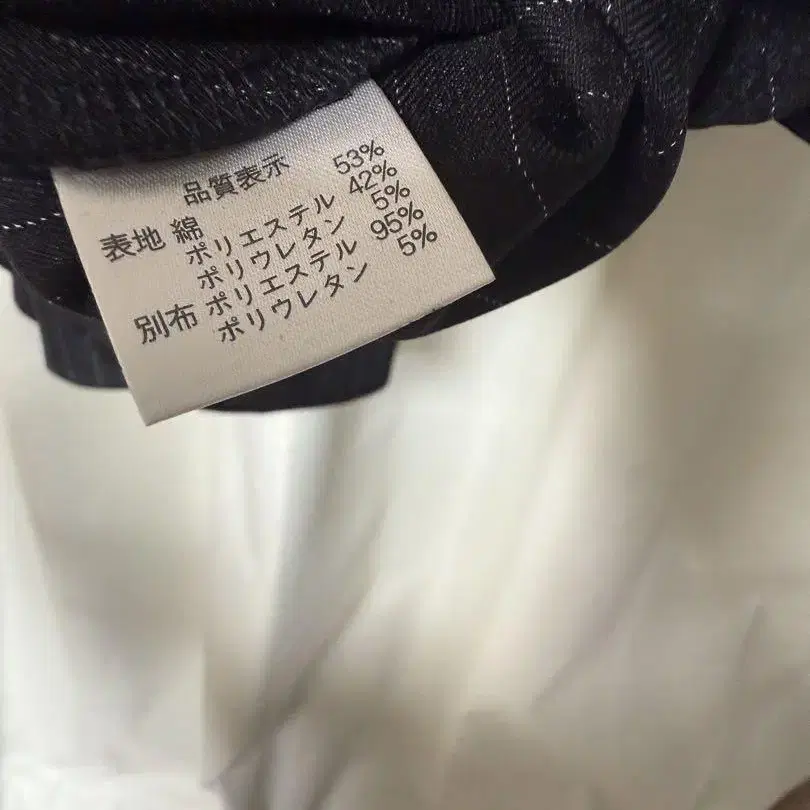 品質表示
表地 綿 53%
ポリエステル 42%
ポリウレタン 5%
別布 ポリエステル 95%
ポリウレタン 5%